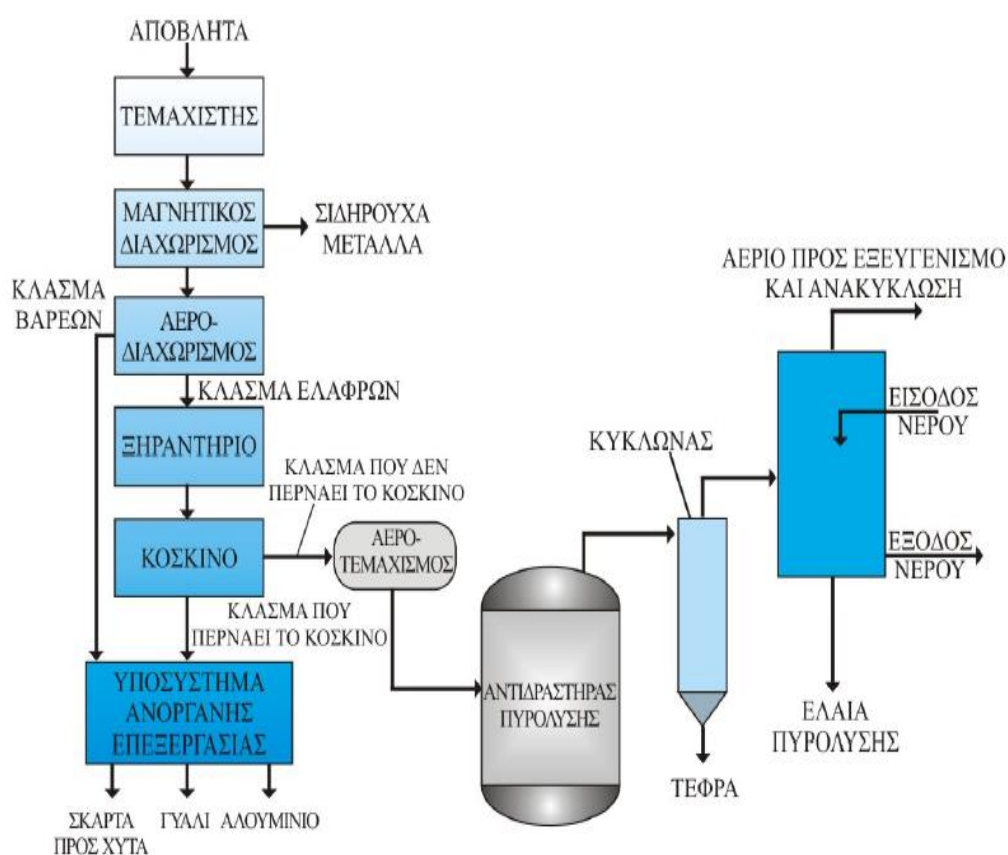 ΑΠΟΒΛΗΤΑ
ΤΕΜΑΧΙΣΤΗΣ
ΜΑΓΝΗΤΙΚΟΣ
ΔΙΑΧΩΡΙΣΜΟΣ
ΣΙΔΗΡΟΥΧΑ
ΜΕΤΑΛΛΑ
ΚΛΑΣΜΑ
ΒΑΡΕΩΝ
ΑΕΡΟ-
ΔΙΑΧΩΡΙΣΜΟΣ
ΚΛΑΣΜΑ ΕΛΑΦΡΩΝ
ΞΗΡΑΝΤΗΡΙΟ
ΚΛΑΣΜΑ ΠΟΥ ΔΕΝ
ΠΕΡΝΑΕΙ ΤΟ ΚΟΣΚΙΝΟ
ΚΟΣΚΙΝΟ
ΑΕΡΟ-
ΤΕΜΑΧΙΣΜΟΣ
ΚΛΑΣΜΑ ΠΟΥ
ΠΕΡΝΑΕΙ ΤΟ ΚΟΣΚΙΝΟ
ΥΠΟΣΥΣΤΗΜΑ
ΑΝΟΡΓΑΝΗΣ
ΕΠΕΞΕΡΓΑΣΙΑΣ
ΣΚΑΡΤΑ
ΠΡΟΣ ΧΥΤΑ
ΓΥΑΛΙ
ΑΛΟΥΜΙΝΙΟ
ΑΝΤΙΔΡΑΣΤΗΡΑΣ
ΠΥΡΟΛΥΣΗΣ
ΚΥΚΛΩΝΑΣ
ΤΕΦΡΑ
ΑΕΡΙΟ ΠΡΟΣ ΕΞΕΥΓΕΝΙΣΜΟ
ΚΑΙ ΑΝΑΚΥΚΛΩΣΗ
ΕΙΣΟΔΟΣ
ΝΕΡΟΥ
ΕΞΟΔΟΣ
ΝΕΡΟΥ
ΕΛΑΙΑ
ΠΥΡΟΛΥΣΗΣ